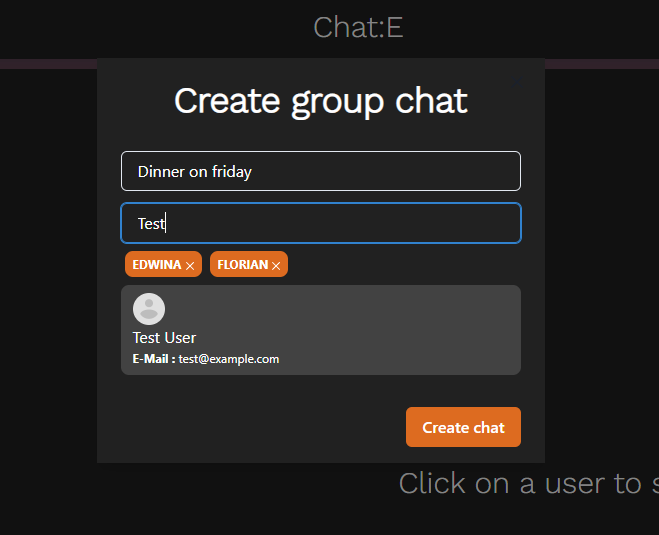 Chat:E
Create group chat
Dinner on friday
Test
EDWINA × FLORIAN ×
Test User
E-Mail : test@example.com
Create chat
Click on a user to s